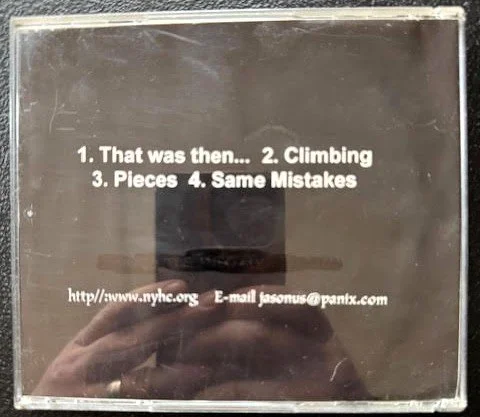 1. That was then... 2. Climbing
3. Pieces 4. Same Mistakes
http//:www.nyhc.org E-mail jasonus@panix.com